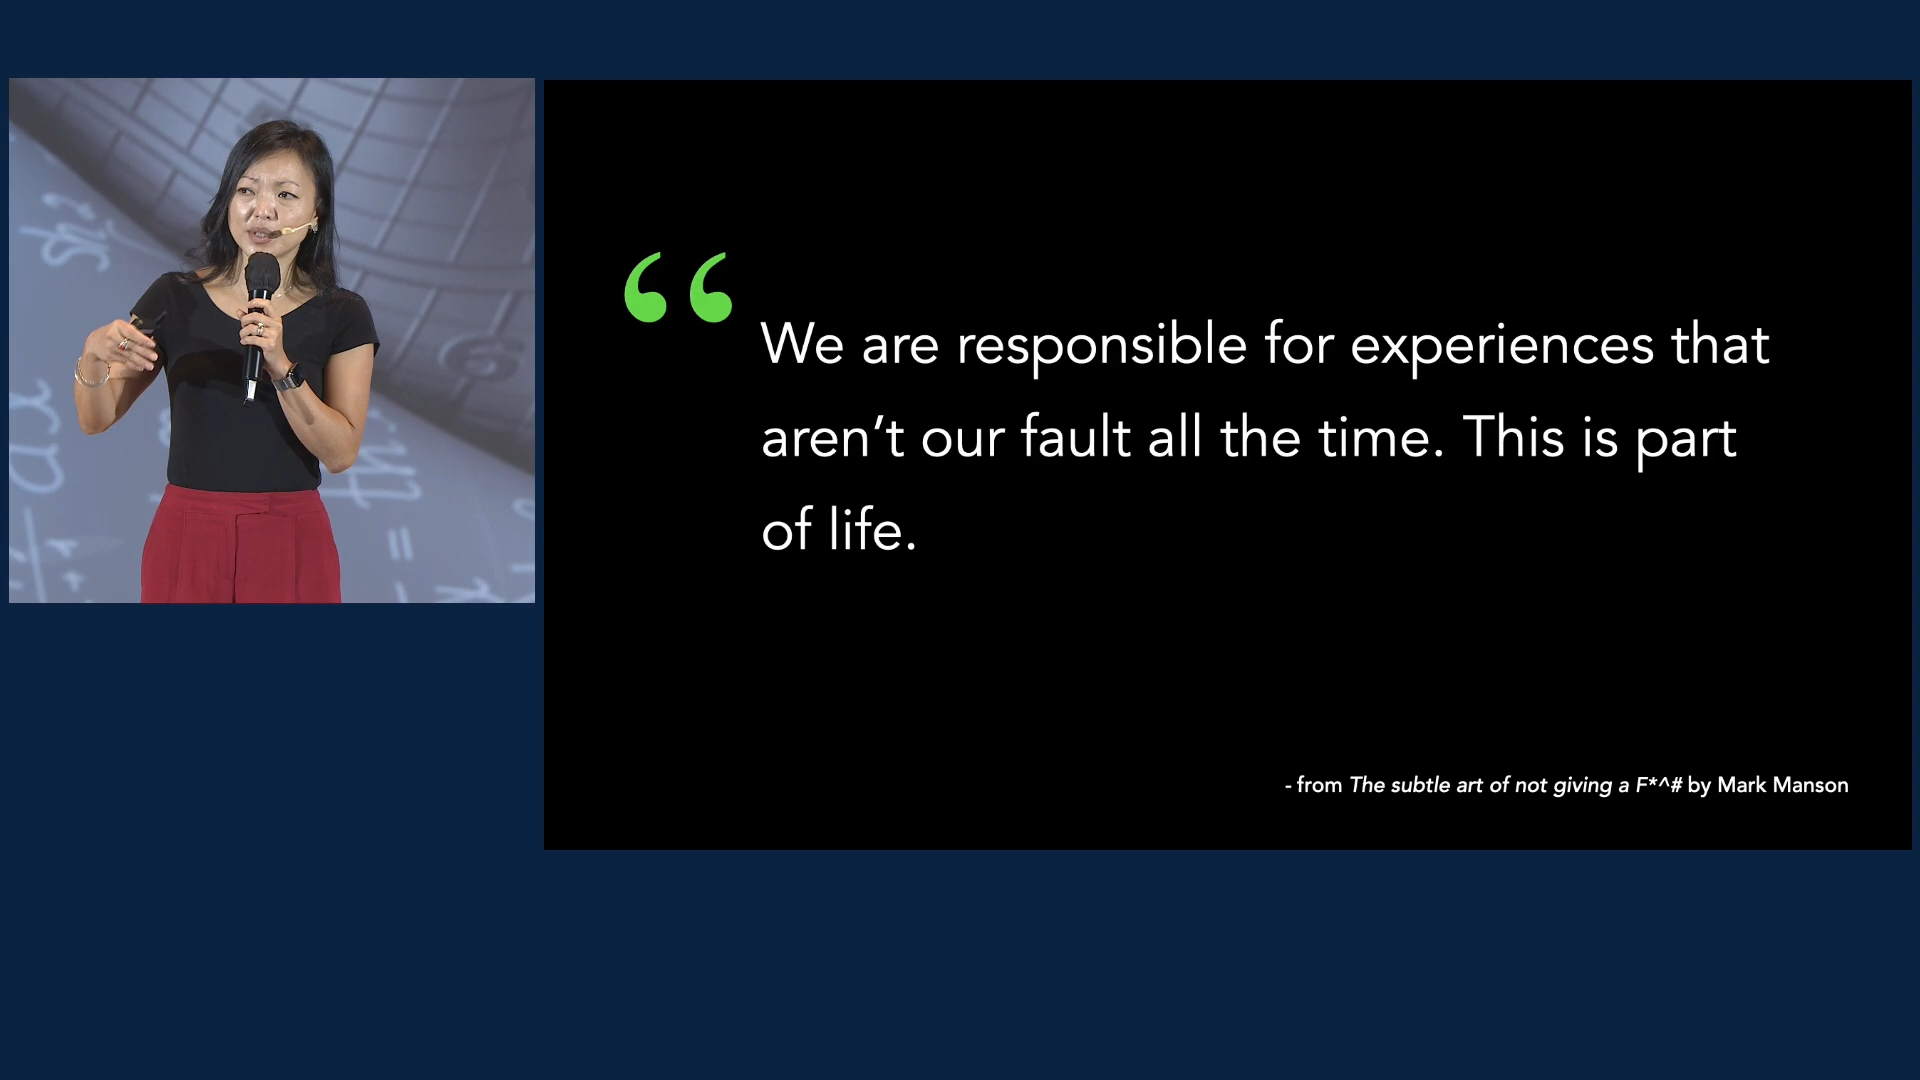 We are responsible for experiences that
aren’t our fault all the time. This is part
of life.
- from The subtle art of not giving a F*^# by Mark Manson